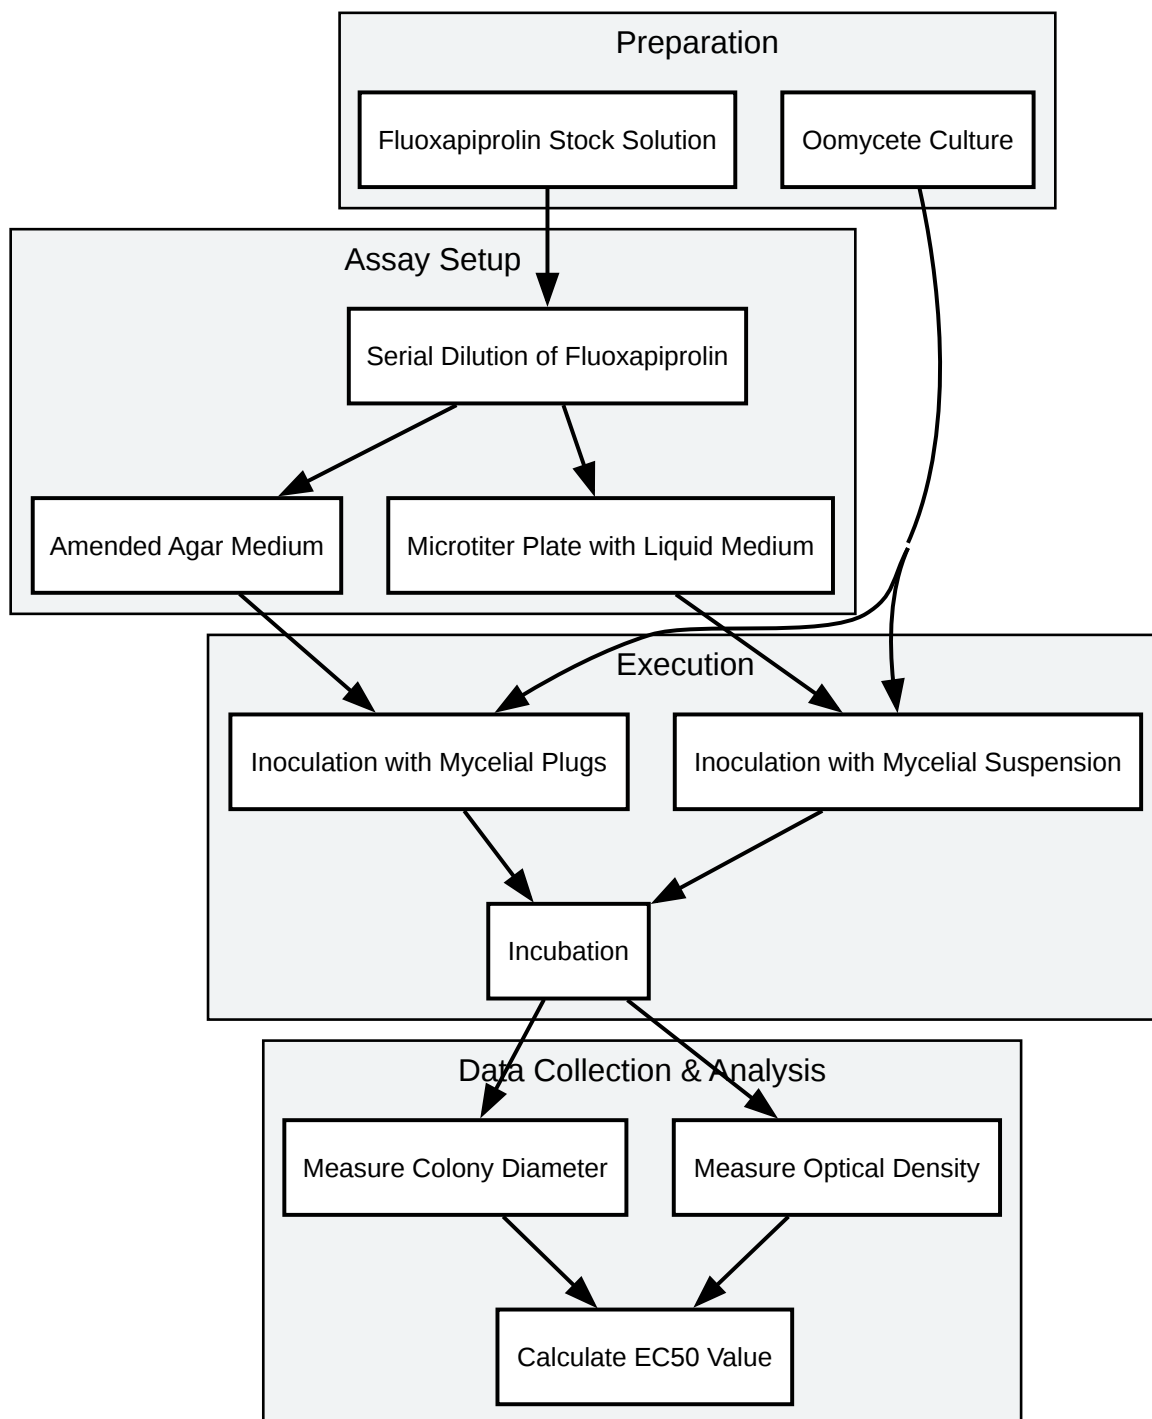 Preparation
Fluoxapiprolin Stock Solution
Oomycete Culture
Assay Setup
Serial Dilution of Fluoxapiprolin
Amended Agar Medium
Microtiter Plate with Liquid Medium
Execution
Inoculation with Mycelial Plugs
Inoculation with Mycelial Suspension
Incubation
Data Collection & Analysis
Measure Colony Diameter
Measure Optical Density
Calculate EC50 Value